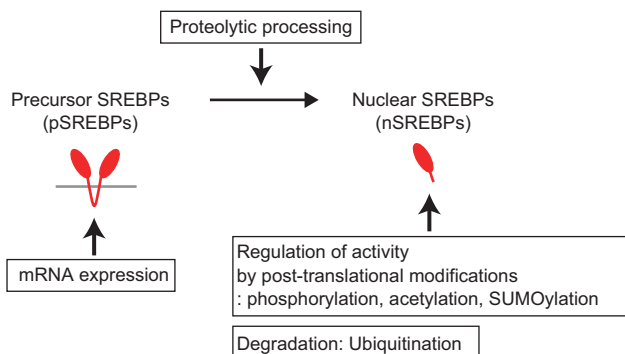 Proteolytic processing
Precursor SREBPs
(pSREBPs)
Nuclear SREBPs
(nSREBPs)
mRNA expression
Regulation of activity
by post-translational modifications
: phosphorylation, acetylation, SUMOylation
Degradation: Ubiquitination